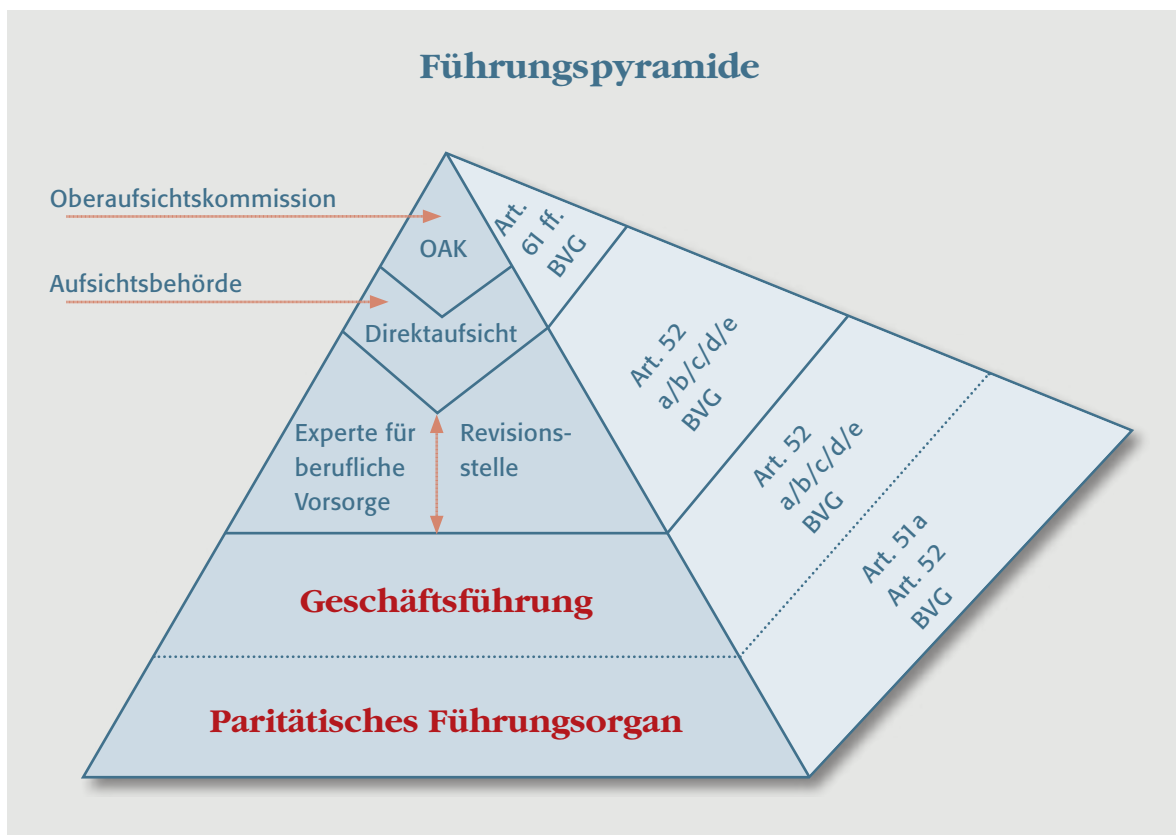 Führungspyramide
Oberaufsichtskommission
OAK
Art.
61 ff.
BVG
Aufsichtsbehörde
Direktaufsicht
Art. 52
a/b/c/d/e
BVG
Experte für
berufliche
Vorsorge
Revisions-
stelle
Art. 52
a/b/c/d/e
BVG
Geschäftsführung
Art. 51a
Art. 52
BVG
Paritätisches Führungsorgan